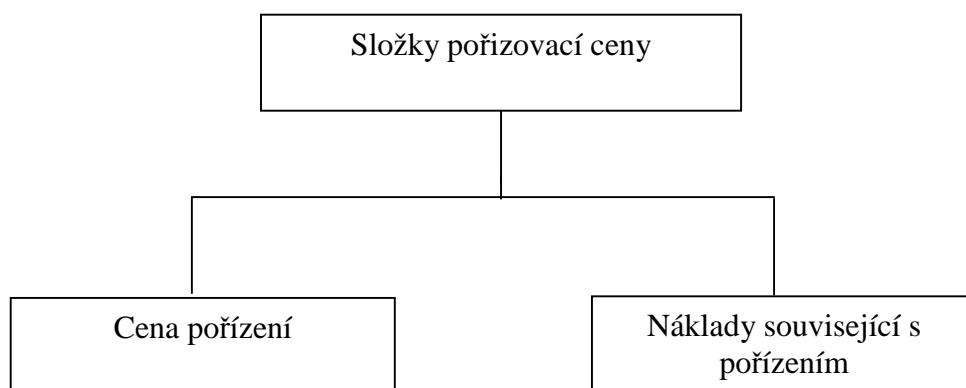 Složky pořizovací ceny
Cena pořízení
Náklady související s
pořízením